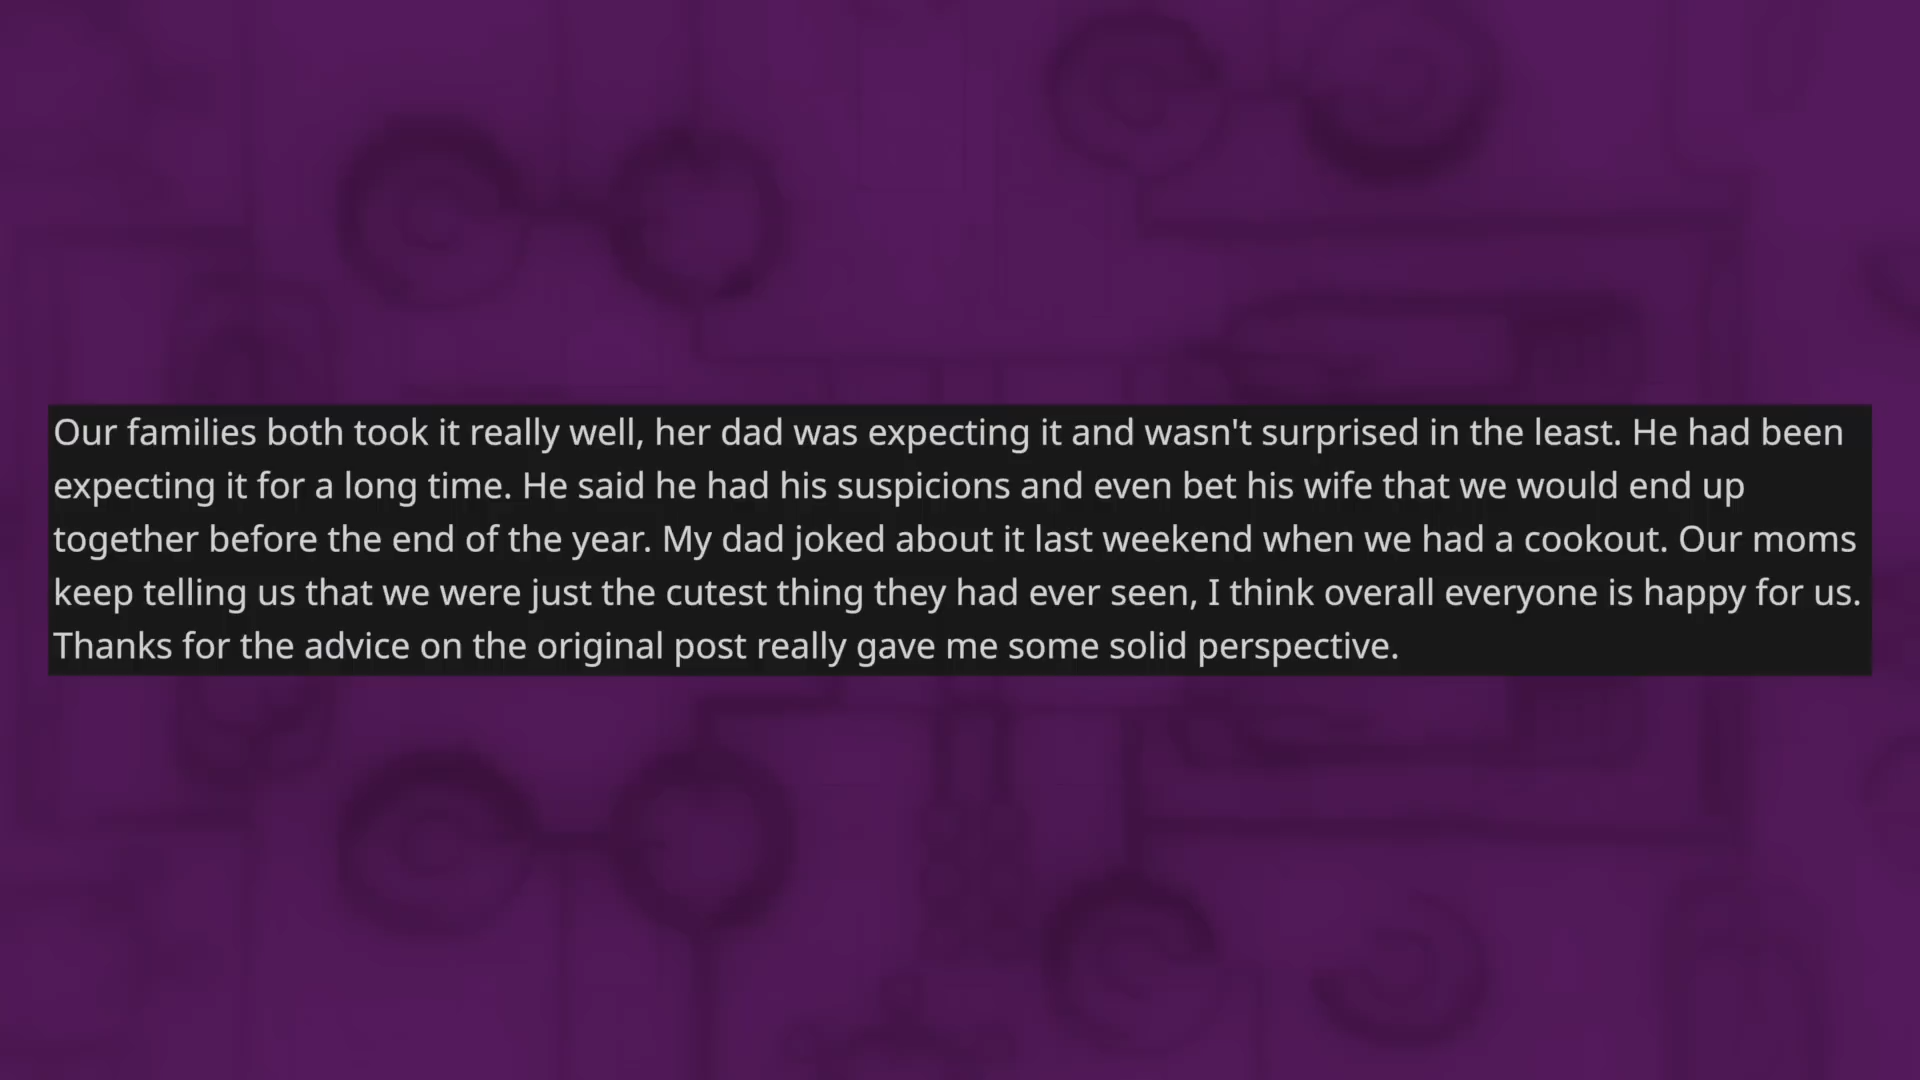 Our families both took it really well, her dad was expecting it and wasn't surprised in the least. He had been
expecting it for a long time. He said he had his suspicions and even bet his wife that we would end up
together before the end of the year. My dad joked about it last weekend when we had a cookout. Our moms
keep telling us that we were just the cutest thing they had ever seen, I think overall everyone is happy for us.
Thanks for the advice on the original post really gave me some solid perspective.